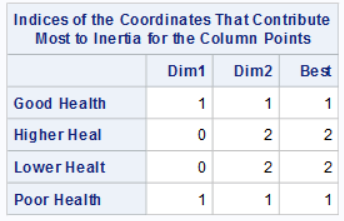 Indices of the Coordinates That Contribute
Most to Inertia for the Column Points
Dim1 Dim2 Best
Good Health 1 1 1
Higher Heal 0 2 2
Lower Healt 0 2 2
Poor Health 1 1 1